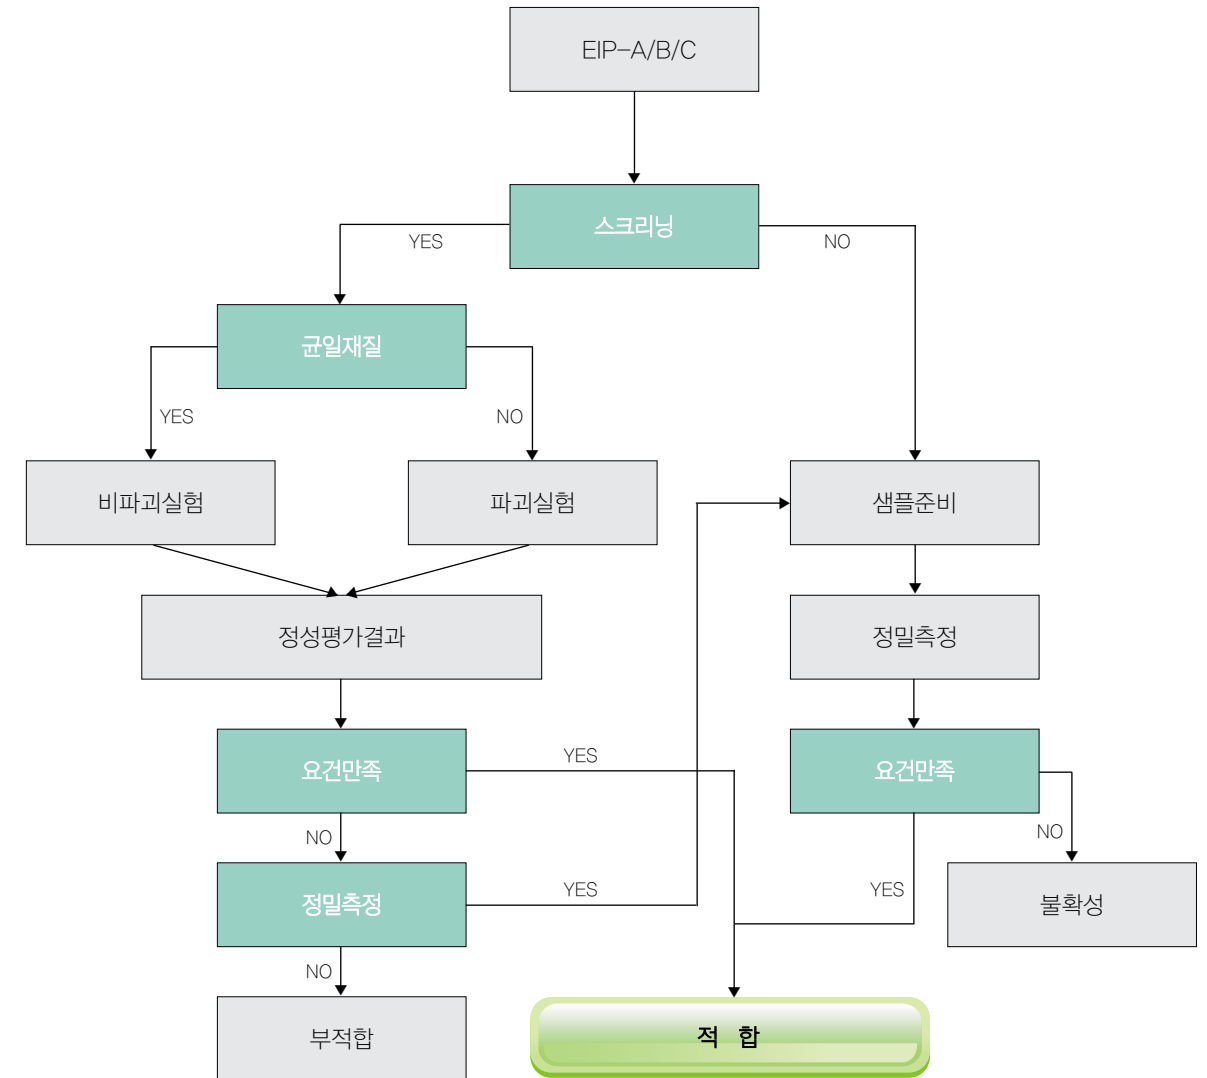 EIP-A/B/C
스크리닝
YES
NO
균일재질
YES
NO
비파괴실험
파괴실험
샘플준비
정성평가결과
정밀측정
요건만족
YES
요건만족
NO
NO
정밀측정
YES
YES
불확성
NO
부적합
적 합